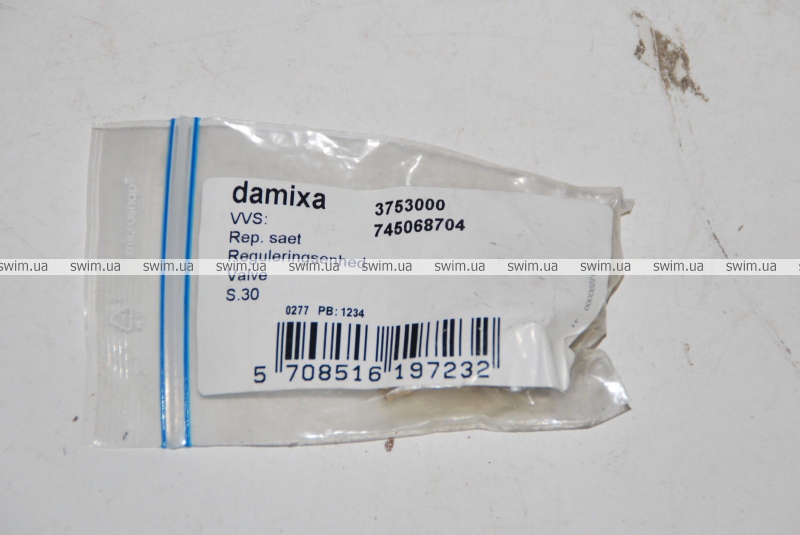 damixa 3753000
VVS: 745068704
Rep. saet
Reguleringsenhed
Valve
S.30
0277 PB: 1234
5 708516 197232
swim.ua swim.ua swim.ua swim.ua swim.ua swim.ua swim.ua swim.ua swim.ua swim.ua swim.ua